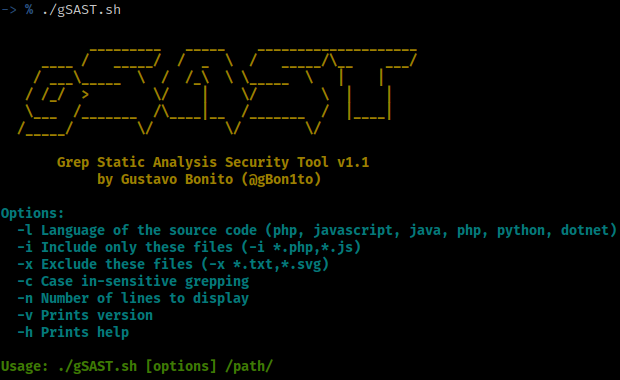 -> % ./gSAST.sh
gSAST
Grep Static Analysis Security Tool v1.1
by Gustavo Bonito (@gBon1to)
Options:
-l Language of the source code (php, javascript, java, php, python, dotnet)
-i Include only these files (-i *.php,*.js)
-x Exclude these files (-x *.txt,*.svg)
-c Case in-sensitive grepping
-n Number of lines to display
-v Prints version
-h Prints help
Usage: ./gSAST.sh [options] /path/